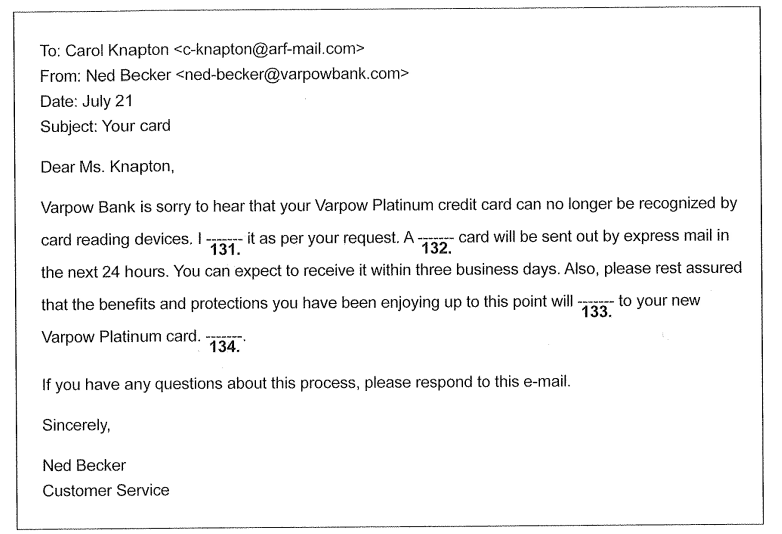 To: Carol Knapton <c-knapton@arf-mail.com>
From: Ned Becker <ned-becker@varpowbank.com>
Date: July 21
Subject: Your card
Dear Ms. Knapton,
Varpow Bank is sorry to hear that your Varpow Platinum credit card can no longer be recognized by
card reading devices. I ------- it as per your request. A ------- card will be sent out by express mail in
131. 132.
the next 24 hours. You can expect to receive it within three business days. Also, please rest assured
that the benefits and protections you have been enjoying up to this point will ------- to your new
133.
Varpow Platinum card. -------.
134.
If you have any questions about this process, please respond to this e-mail.
Sincerely,
Ned Becker
Customer Service